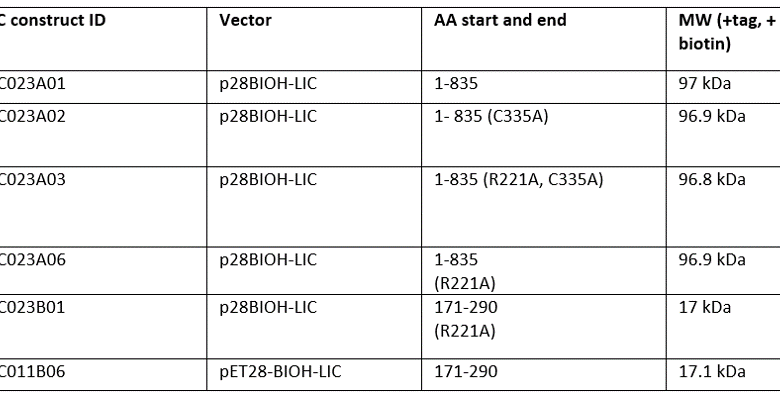 C construct ID Vector AA start and end MW (+tag, +
biotin)
C023A01 p28BIOH-LIC 1-835 97 kDa
C023A02 p28BIOH-LIC 1- 835 (C335A) 96.9 kDa
C023A03 p28BIOH-LIC 1-835 (R221A, C335A) 96.8 kDa
C023A06 p28BIOH-LIC 1-835 96.9 kDa
(R221A)
C023B01 p28BIOH-LIC 171-290 17 kDa
(R221A)
C011B06 pET28-BIOH-LIC 171-290 17.1 kDa